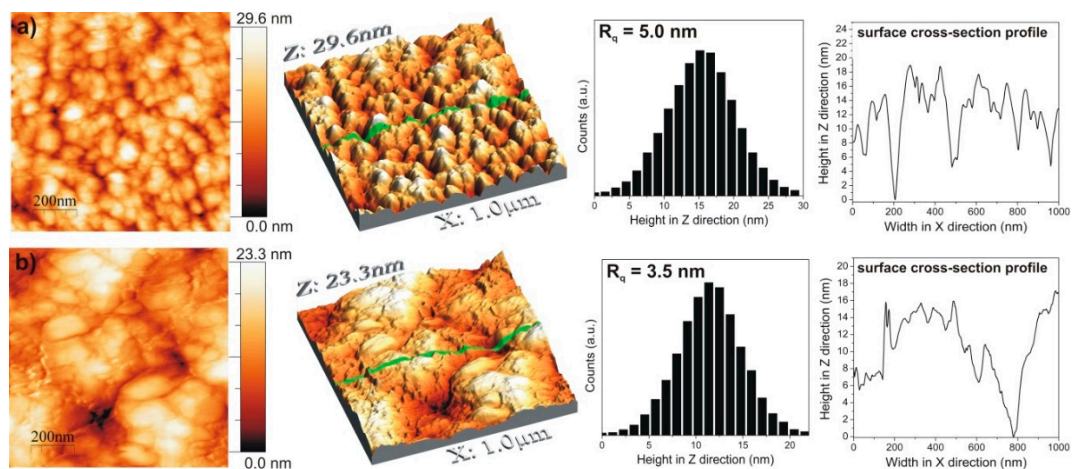 a)
29.6 nm
200nm
0.0 nm
Z: 29.6nm
X: 1.0μm
Rq = 5.0 nm
Counts (a.u.)
0 5 10 15 20 25 30
Height in Z direction (nm)
surface cross-section profile
Height in Z direction (nm)
24
22
20
18
16
14
12
10
8
6
4
2
0
0 200 400 600 800 1000
Width in X direction (nm)
b)
23.3 nm
200nm
0.0 nm
Z: 23.3nm
X: 1.0μm
Rq = 3.5 nm
Counts (a.u.)
0 5 10 15 20
Height in Z direction (nm)
surface cross-section profile
Height in Z direction (nm)
20
18
16
14
12
10
8
6
4
2
0
0 200 400 600 800 1000
Width in X direction (nm)